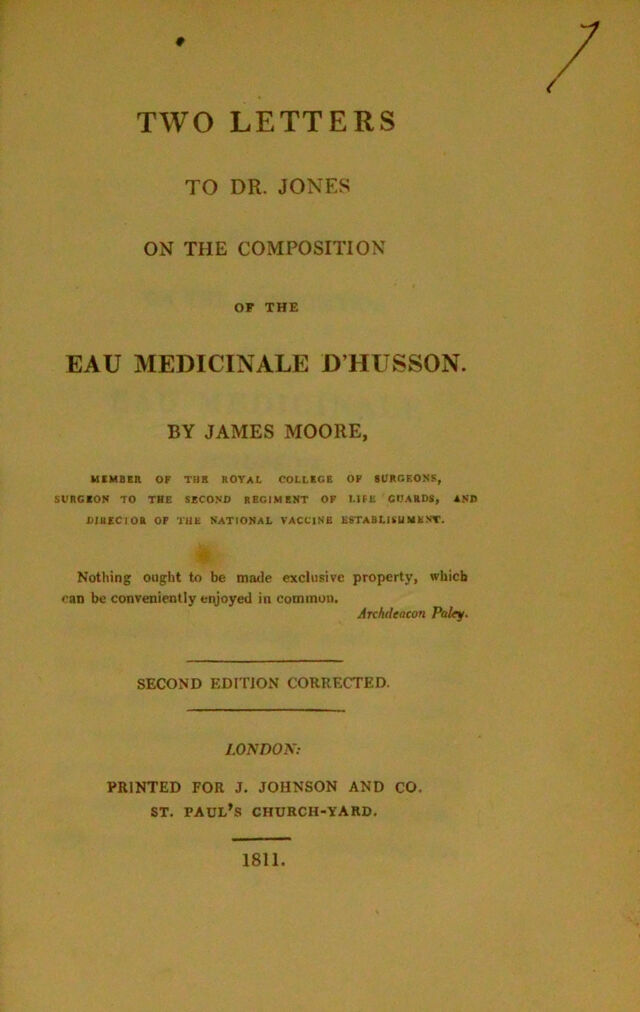 7
TWO LETTERS
TO DR. JONES
ON THE COMPOSITION
OF THE
EAU MEDICINALE D'HUSSON.
BY JAMES MOORE,
MEMBER OF THE ROYAL COLLEGE OF SURGEONS,
SURGEON TO THE SECOND REGIMENT OF LIFE GUARDS, AND
DIRECTOR OF THE NATIONAL VACCINE ESTABLISHMENT.
Nothing ought to be made exclusive property, which
can be conveniently enjoyed in common.
Archdeacon Paley.
SECOND EDITION CORRECTED.
LONDON:
PRINTED FOR J. JOHNSON AND CO.
ST. PAUL'S CHURCH-YARD.
1811.